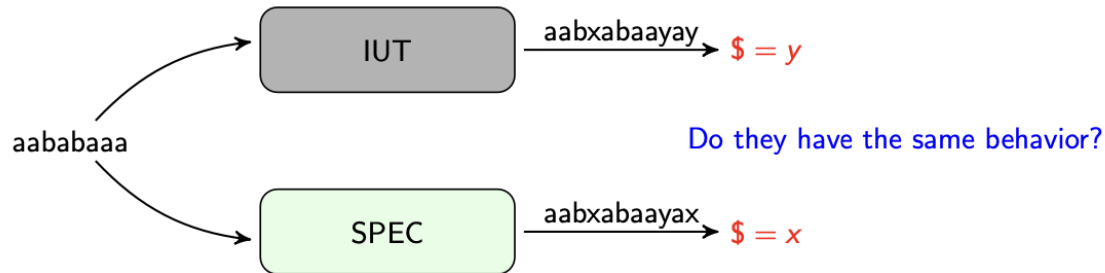 IUT
aabxabaayay
$ = y
aababaaa
Do they have the same behavior?
SPEC
aabxabaayax
$ = x